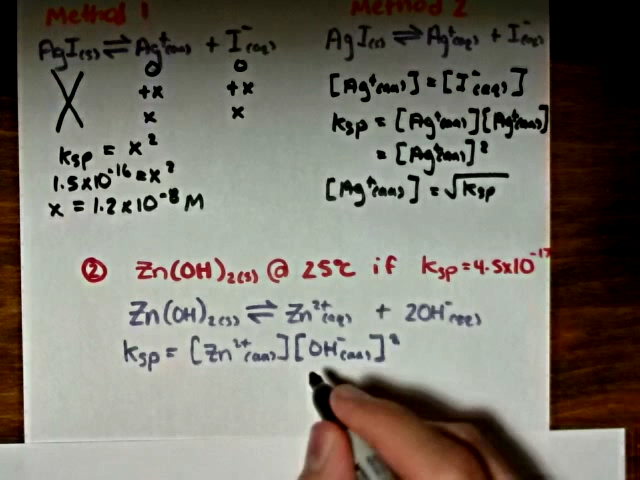 Method 1
AgI(s) ⇌ Ag⁺(aq) + I⁻(aq)
0 0
+x +x
x x
Ksp = x²
1.5x10⁻¹⁶ = x²
x = 1.2x10⁻⁸ M
Method 2
AgI(s) ⇌ Ag⁺(aq) + I⁻(aq)
[Ag⁺(aq)] = [I⁻(aq)]
Ksp = [Ag⁺(aq)][Ag⁺(aq)]
= [Ag⁺(aq)]²
[Ag⁺(aq)] = √Ksp
② Zn(OH)₂(s) @ 25°C if Ksp = 4.5x10⁻¹⁷
Zn(OH)₂(s) ⇌ Zn²⁺(aq) + 2OH⁻(aq)
Ksp = [Zn²⁺(aq)][OH⁻(aq)]²